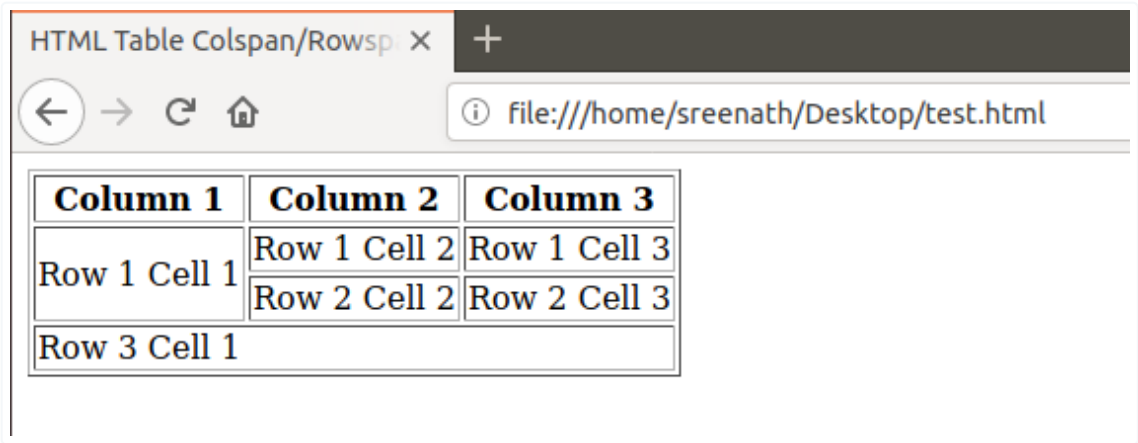 HTML Table Colspan/Rowsp
file:///home/sreenath/Desktop/test.html
Column 1 Column 2 Column 3
Row 1 Cell 1
Row 1 Cell 2 Row 1 Cell 3
Row 2 Cell 2 Row 2 Cell 3
Row 3 Cell 1